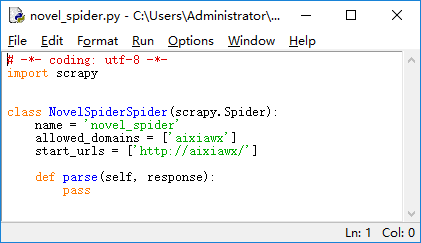 novel_spider.py - C:\Users\Administrator\...
File Edit Format Run Options Window Help
# -*- coding: utf-8 -*-
import scrapy
class NovelSpiderSpider(scrapy.Spider):
    name = 'novel_spider'
    allowed_domains = ['aixiawx']
    start_urls = ['http://aixiawx/']
    def parse(self, response):
        pass
Ln: 1 Col: 0